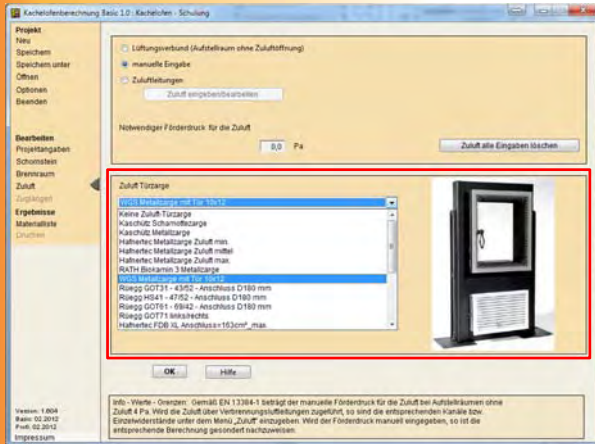 Kachelofenberechnung Basic 1.0 : Kachelofen - Schulung
Projekt
Neu
Speichern
Speichern unter
Öffnen
Optionen
Beenden
Bearbeiten
Projektangaben
Schornstein
Brennraum
Zuluft
Zuglängen
Ergebnisse
Materialliste
Drucken
Version: 1.604
Basic: 02.2012
Profi: 02.2012
Impressum
Lüftungsverbund (Aufstellraum ohne Zuluftöffnung)
manuelle Eingabe
Zuluftleitungen
Zuluft eingeben/bearbeiten
Notwendiger Förderdruck für die Zuluft
0,0 Pa
Zuluft alle Eingaben löschen
Zuluft Türzarge
WGS Metallzarge mit Tür 10x12
Keine Zuluft-Türzarge
Kaschütz Schamottezarge
Kaschütz Metallzarge
Hafnertec Metallzarge Zuluft min.
Hafnertec Metallzarge Zuluft mittel
Hafnertec Metallzarge Zuluft max.
RATH Biokamin 3 Metallzarge
WGS Metallzarge mit Tür 10x12
Rüegg GOT31 - 43/52 - Anschluss D180 mm
Rüegg HS41 - 47/52 - Anschluss D180 mm
Rüegg GOT61 - 69/42 - Anschluss D180 mm
Rüegg GOT71 links/rechts
Hafnertec FDB XL Anschluss=163cm²_max.
OK
Hilfe
Info - Werte - Grenzen: Gemäß EN 13384-1 beträgt der manuelle Förderdruck für die Zuluft bei Aufstellräumen ohne
Zuluft 4 Pa. Wird die Zuluft über Verbrennungsluftleitungen zugeführt, so sind die entsprechenden Kanäle bzw.
Einzelwiderstände unter dem Menü „Zuluft" einzugeben. Wird der Förderdruck manuell eingegeben, so ist die
entsprechende Berechnung gesondert nachzuweisen.